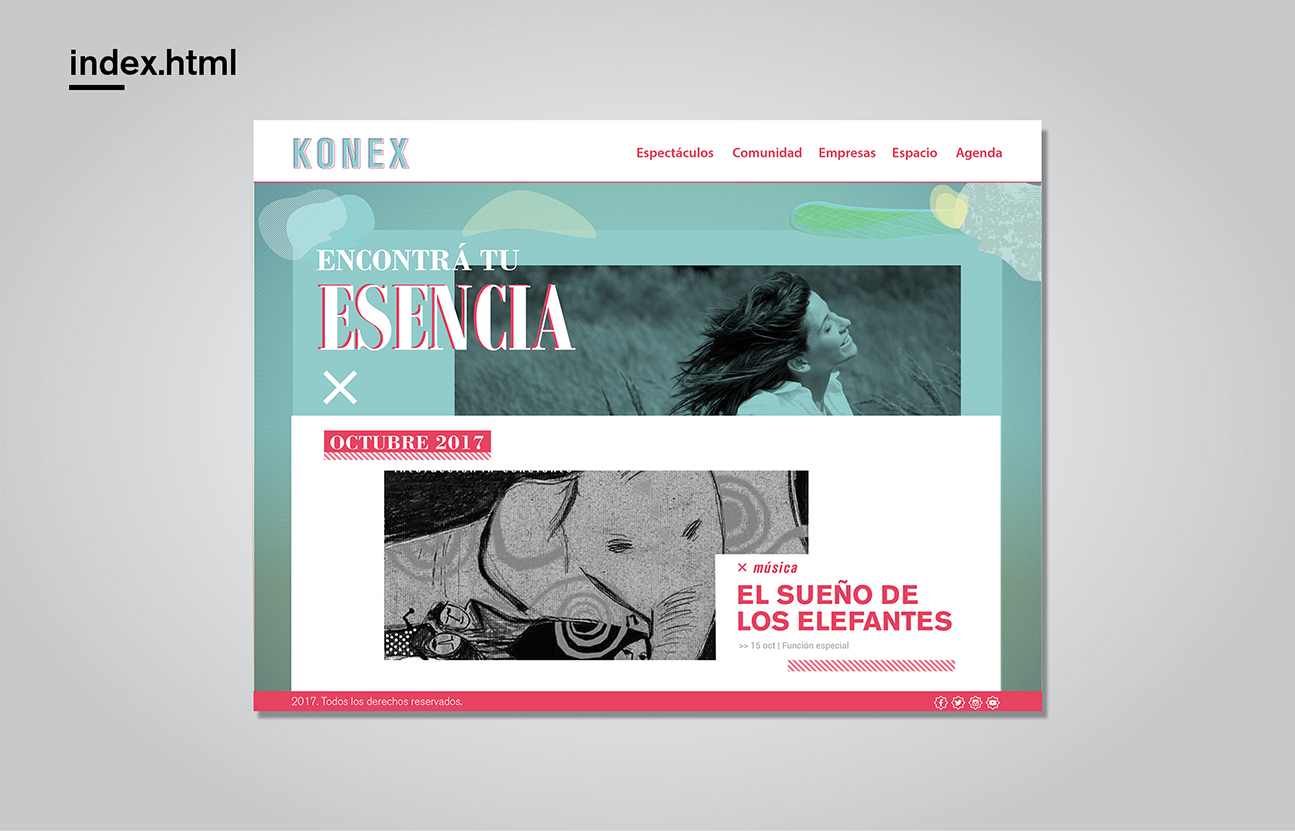 index.html
KONEX
Espectáculos Comunidad Empresas Espacio Agenda
ENCONTRÁ TU
ESENCIA
OCTUBRE 2017
× música
EL SUEÑO DE
LOS ELEFANTES
>> 15 oct | Función especial
2017. Todos los derechos reservados.